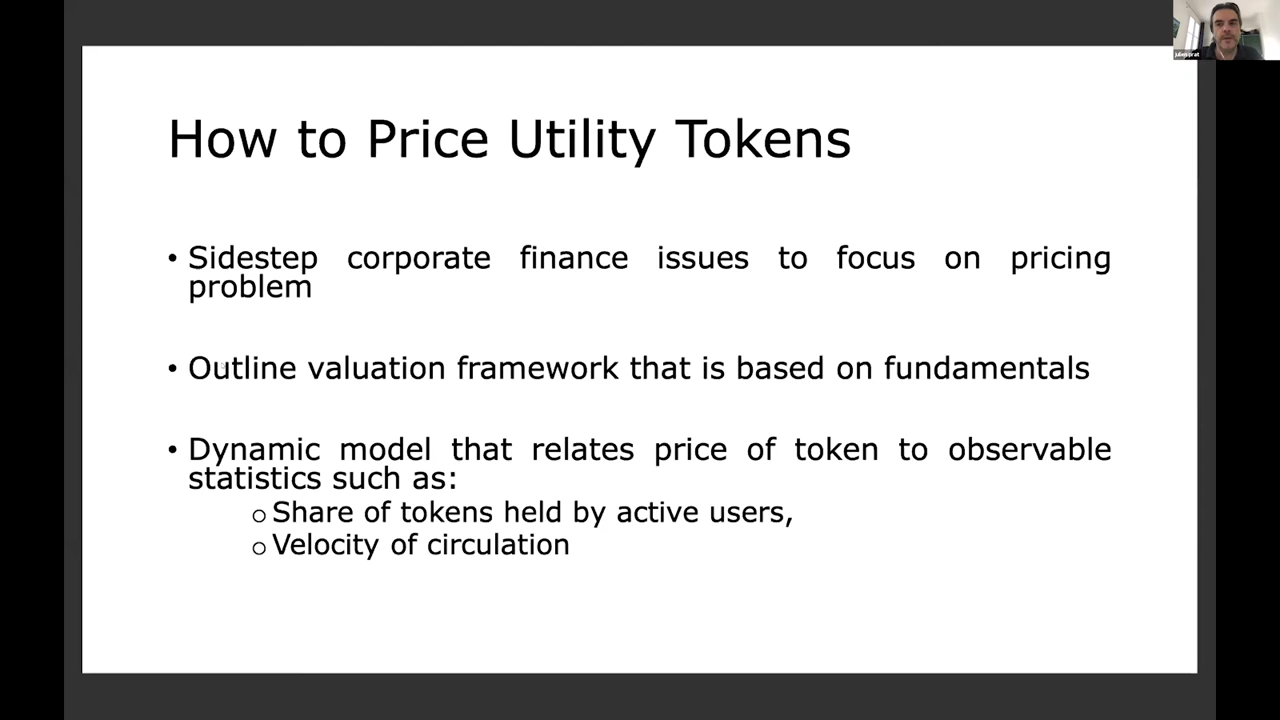 How to Price Utility Tokens
• Sidestep corporate finance issues to focus on pricing
problem
• Outline valuation framework that is based on fundamentals
• Dynamic model that relates price of token to observable
statistics such as:
o Share of tokens held by active users,
o Velocity of circulation